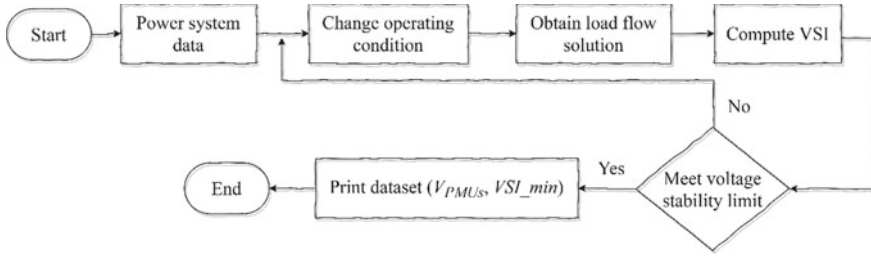 Start
Power system
data
Change operating
condition
Obtain load flow
solution
Compute VSI
No
Yes
Meet voltage
stability limit
Print dataset (V_PMUs, VSI_min)
End